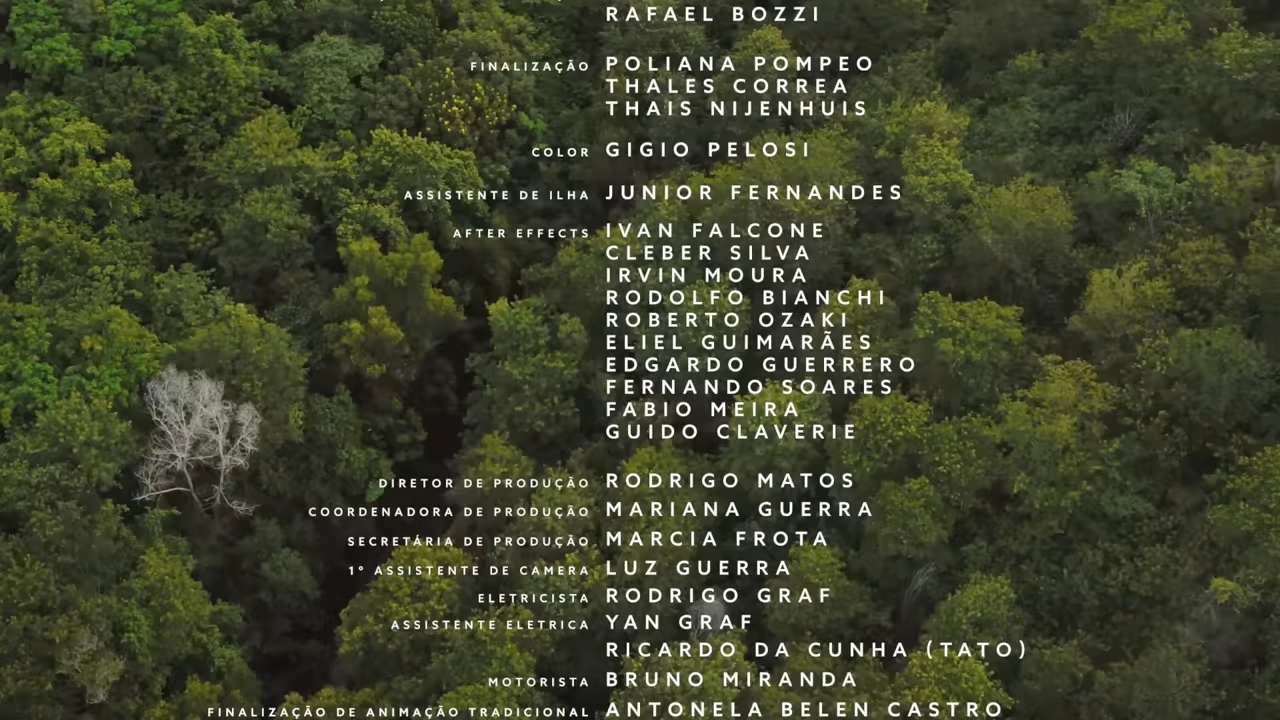 RAFAEL BOZZI
FINALIZAÇÃO POLIANA POMPEO
THALES CORREA
THAIS NIJENHUIS
COLOR GIGIO PELOSI
ASSISTENTE DE ILHA JUNIOR FERNANDES
AFTER EFFECTS IVAN FALCONE
CLEBER SILVA
IRVIN MOURA
RODOLFO BIANCHI
ROBERTO OZAKI
ELIEL GUIMARÃES
EDGARDO GUERRERO
FERNANDO SOARES
FABIO MEIRA
GUIDO CLAVERIE
DIRETOR DE PRODUÇÃO RODRIGO MATOS
COORDENADORA DE PRODUÇÃO MARIANA GUERRA
SECRETÁRIA DE PRODUÇÃO MARCIA FROTA
1º ASSISTENTE DE CAMERA LUZ GUERRA
ELETRICISTA RODRIGO GRAF
ASSISTENTE ELETRICA YAN GRAF
RICARDO DA CUNHA (TATO)
MOTORISTA BRUNO MIRANDA
FINALIZAÇÃO DE ANIMAÇÃO TRADICIONAL ANTONELA BELEN CASTRO